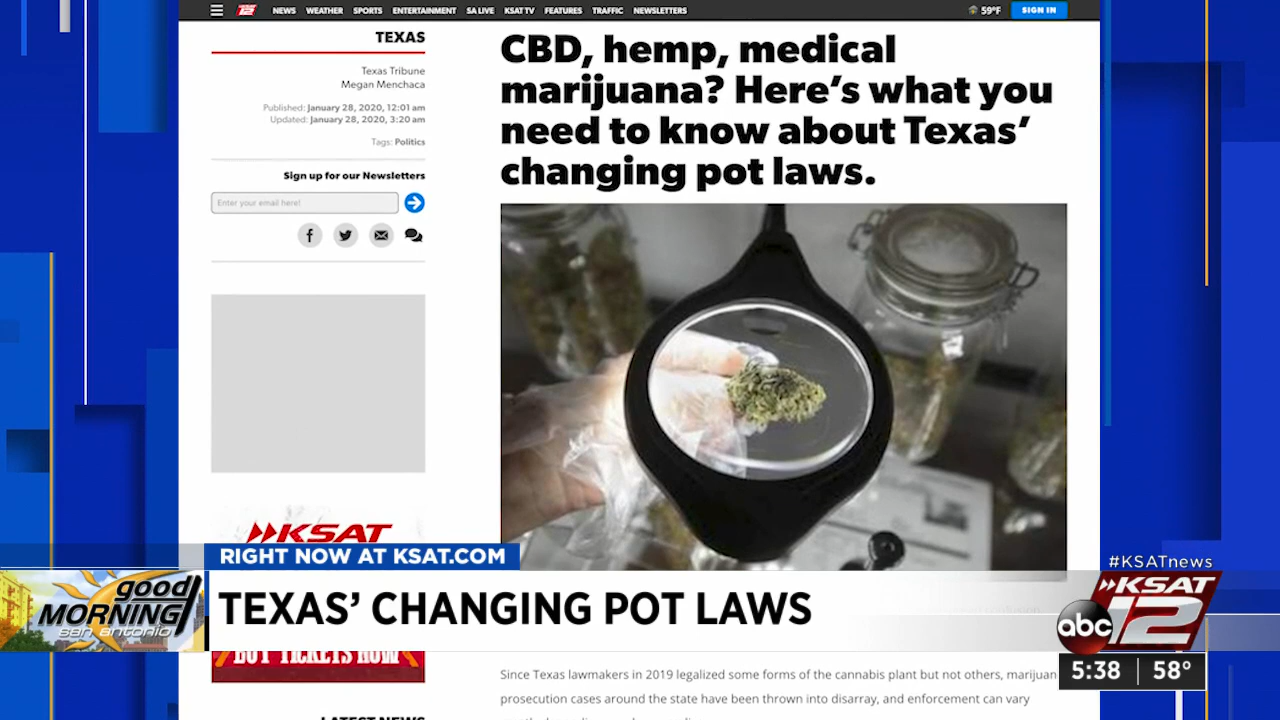 NEWS WEATHER SPORTS ENTERTAINMENT SA LIVE KSAT TV FEATURES TRAFFIC NEWSLETTERS 59°F SIGN IN
TEXAS
Texas Tribune
Megan Menchaca
Published: January 28, 2020, 12:01 am
Updated: January 28, 2020, 3:20 am
Tags: Politics
Sign up for our Newsletters
Enter your email here!
CBD, hemp, medical
marijuana? Here’s what you
need to know about Texas’
changing pot laws.
KSAT
RIGHT NOW AT KSAT.COM
#KSATnews
good
MORNING!
san antonio
TEXAS’ CHANGING POT LAWS
KSAT
abc 12
BUY TICKETS NOW
5:38 58°
Since Texas lawmakers in 2019 legalized some forms of the cannabis plant but not others, marijuan
prosecution cases around the state have been thrown into disarray, and enforcement can vary
LATEST NEWS